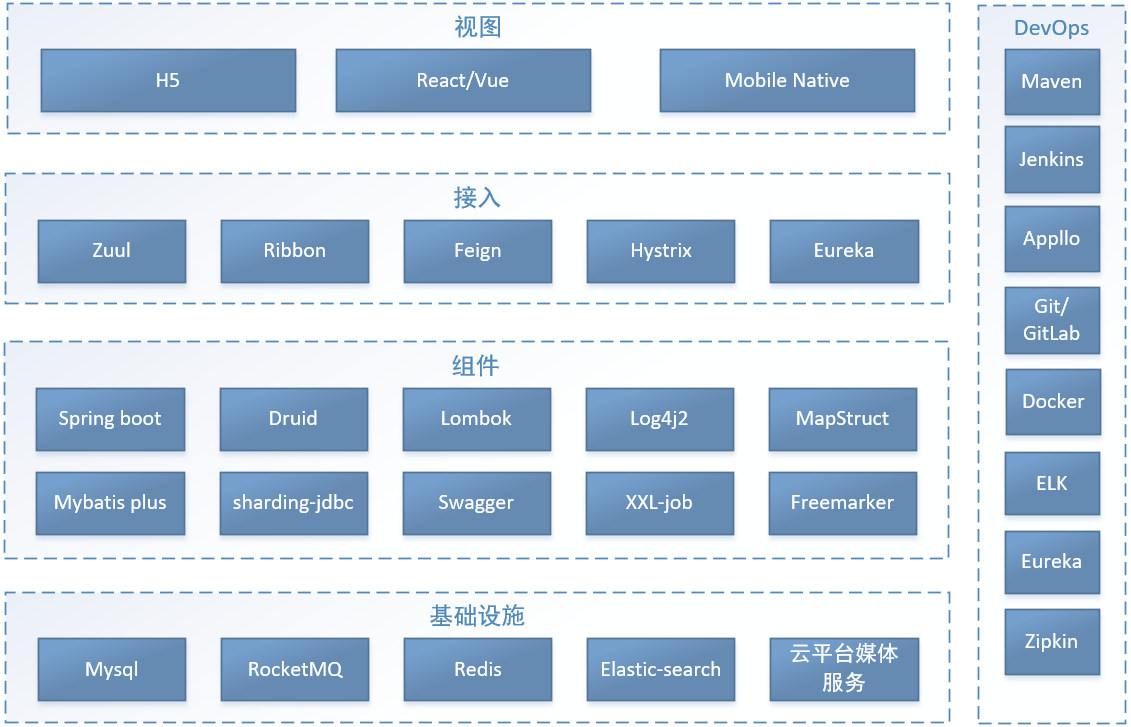 视图
H5
React/Vue
Mobile Native
接入
Zuul
Ribbon
Feign
Hystrix
Eureka
组件
Spring boot
Druid
Lombok
Log4j2
MapStruct
Mybatis plus
sharding-jdbc
Swagger
XXL-job
Freemarker
基础设施
Mysql
RocketMQ
Redis
Elastic-search
云平台媒体
服务
DevOps
Maven
Jenkins
Appllo
Git/
GitLab
Docker
ELK
Eureka
Zipkin